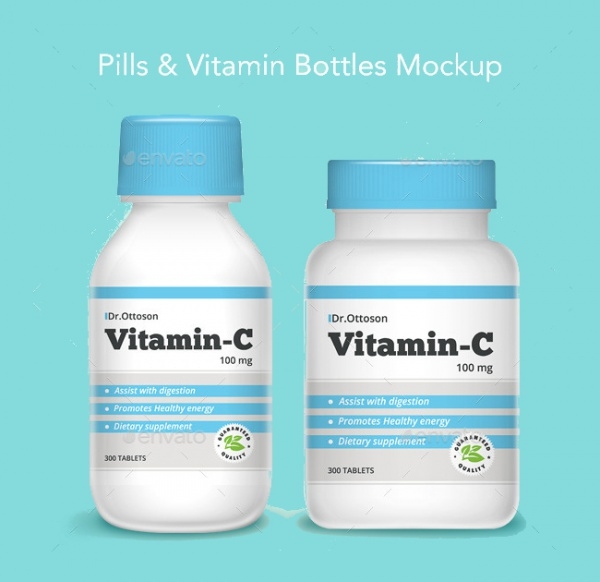 Pills & Vitamin Bottles Mockup
envato
envato
Dr.Ottoson
Vitamin-C
100 mg
Assist with digestion
Promotes Healthy energy
Dietary supplement
envato
GUARANTEED
QUALITY
300 TABLETS
Dr.Ottoson
Vitamin-C
100 mg
Assist with digestion
Promotes Healthy energy
Dietary supplement
envato
GUARANTEED
QUALITY
300 TABLETS